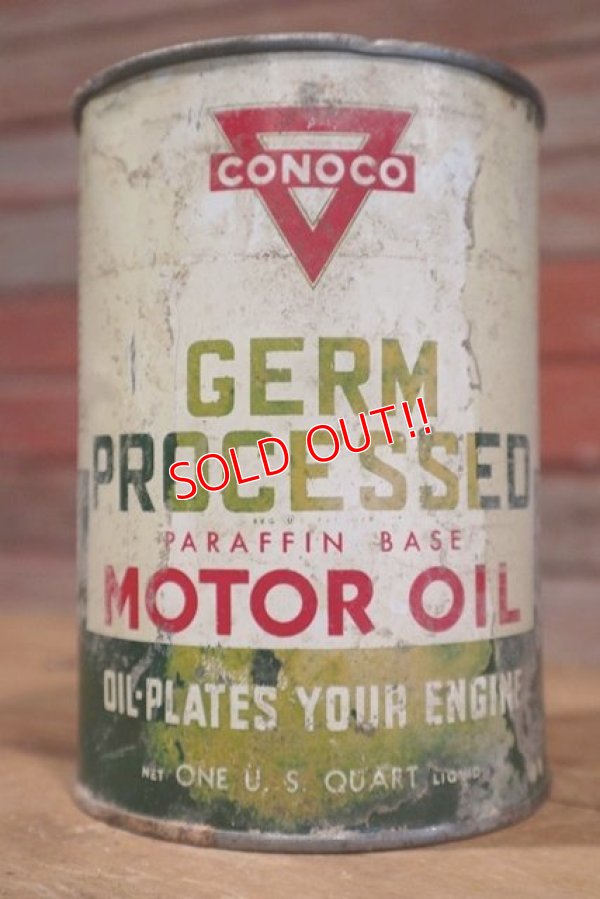 CONOCO
GERM
PROCESSED
SOLD OUT!!
PARAFFIN BASE
MOTOR OIL
OIL-PLATES YOUR ENGINE
NET ONE U. S. QUART LIQUID